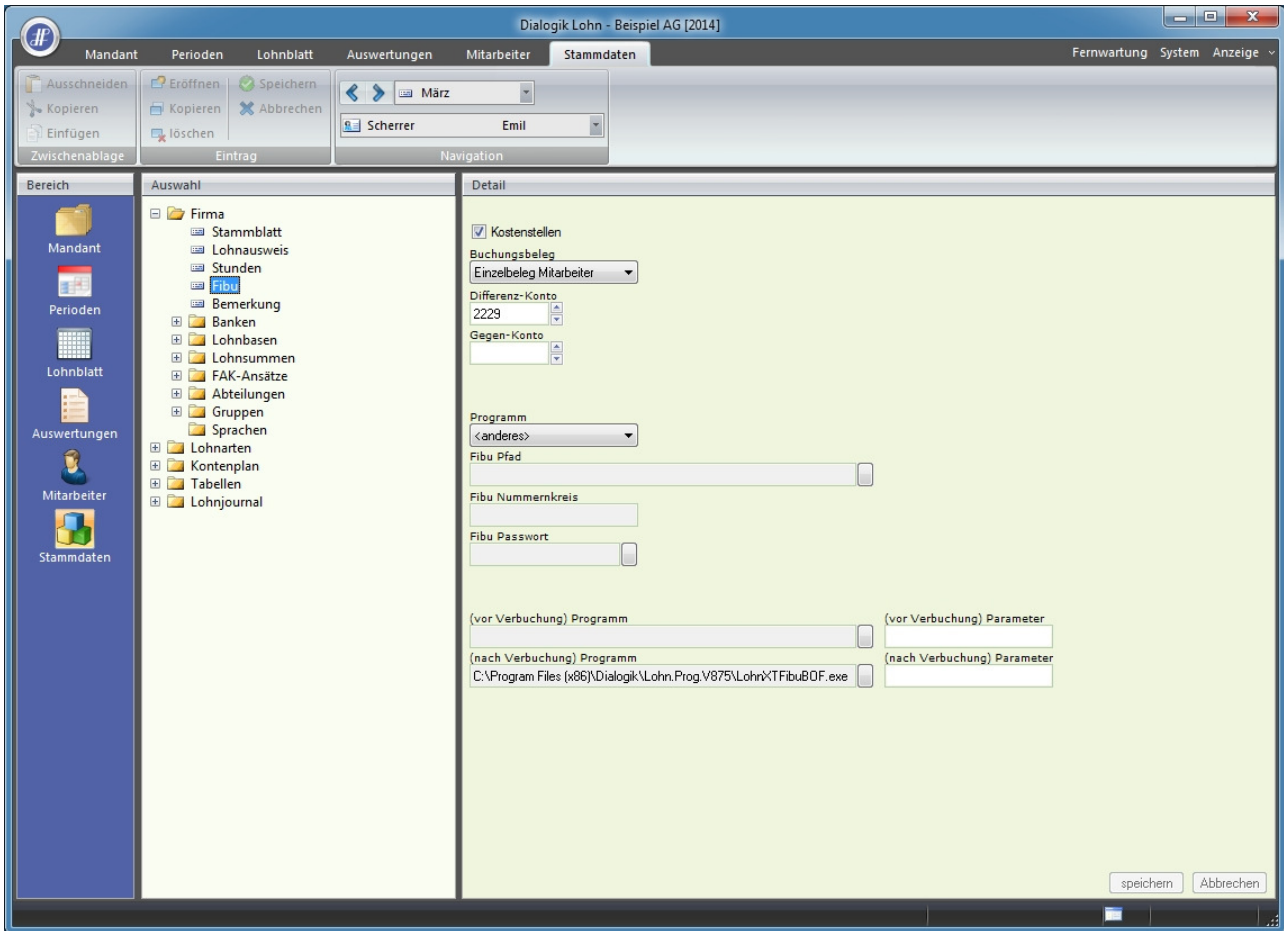 Dialogik Lohn - Beispiel AG [2014]
Mandant Perioden Lohnblatt Auswertungen Mitarbeiter Stammdaten Fernwartung System Anzeige
Ausschneiden Eröffnen Speichern
März
Kopieren Kopieren Abbrechen
Einfügen löschen
Scherrer Emil
Zwischenablage Eintrag Navigation
Bereich
Mandant
Perioden
Lohnblatt
Auswertungen
Mitarbeiter
Stammdaten
Auswahl
Firma
Stammblatt
Lohnausweis
Stunden
Fibu
Bemerkung
Banken
Lohnbasen
Lohnsummen
FAK-Ansätze
Abteilungen
Gruppen
Sprachen
Lohnarten
Kontenplan
Tabellen
Lohnjournal
Detail
Kostenstellen
Buchungsbeleg
Einzelbeleg Mitarbeiter
Differenz-Konto
2229
Gegen-Konto
Programm
<anderes>
Fibu Pfad
Fibu Nummernkreis
Fibu Passwort
(vor Verbuchung) Programm (vor Verbuchung) Parameter
(nach Verbuchung) Programm (nach Verbuchung) Parameter
C:\Program Files (x86)\Dialogik\Lohn.Prog.V875\LohnXTFibuBOF.exe
speichern Abbrechen